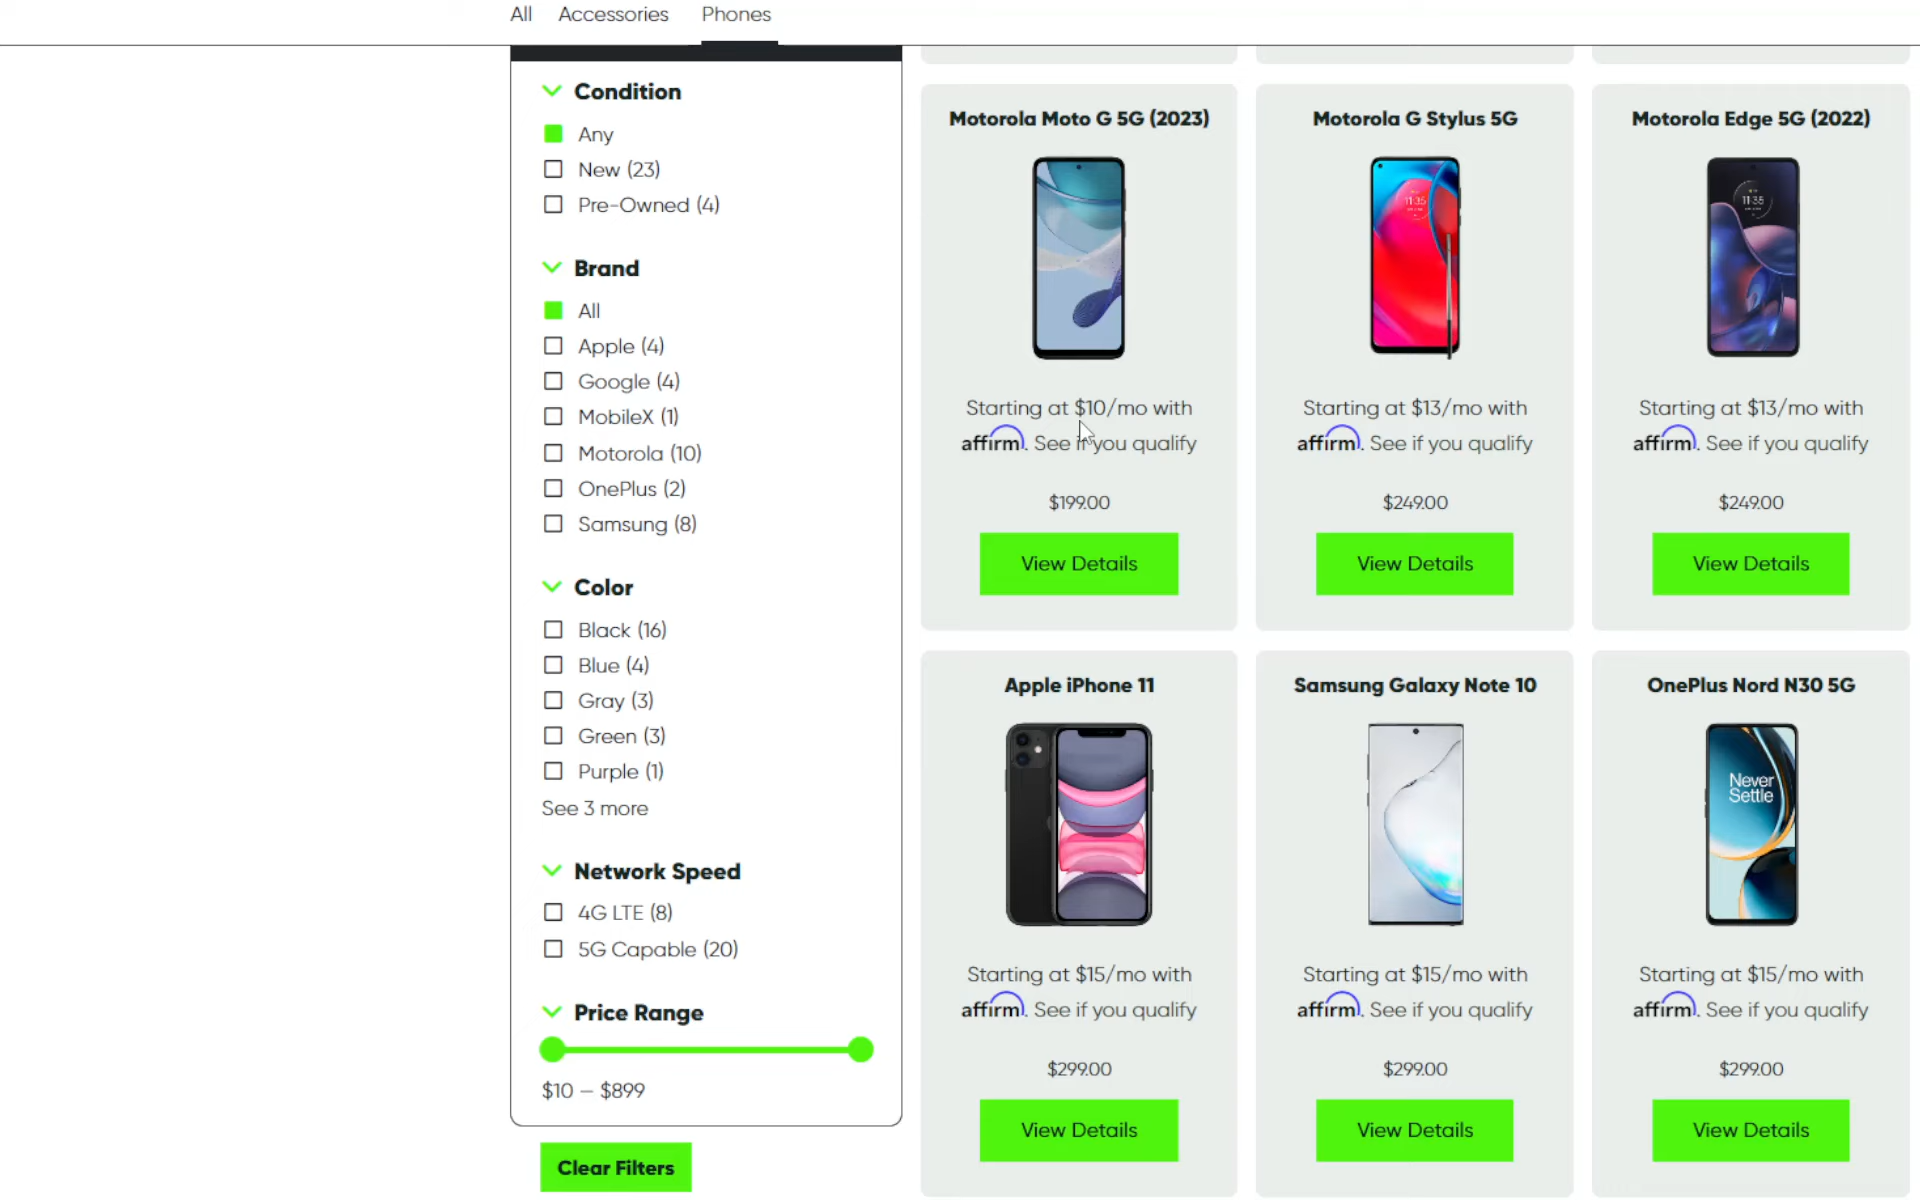 All Accessories Phones
Condition
Any
New (23)
Pre-Owned (4)
Brand
All
Apple (4)
Google (4)
MobileX (1)
Motorola (10)
OnePlus (2)
Samsung (8)
Color
Black (16)
Blue (4)
Gray (3)
Green (3)
Purple (1)
See 3 more
Network Speed
4G LTE (8)
5G Capable (20)
Price Range
$10 – $899
Clear Filters
Motorola Moto G 5G (2023)
Starting at $10/mo with
affirm. See if you qualify
$199.00
View Details
Motorola G Stylus 5G
11:35
Starting at $13/mo with
affirm. See if you qualify
$249.00
View Details
Motorola Edge 5G (2022)
11:35
Starting at $13/mo with
affirm. See if you qualify
$249.00
View Details
Apple iPhone 11
Starting at $15/mo with
affirm. See if you qualify
$299.00
View Details
Samsung Galaxy Note 10
Starting at $15/mo with
affirm. See if you qualify
$299.00
View Details
OnePlus Nord N30 5G
Never
Settle
Starting at $15/mo with
affirm. See if you qualify
$299.00
View Details